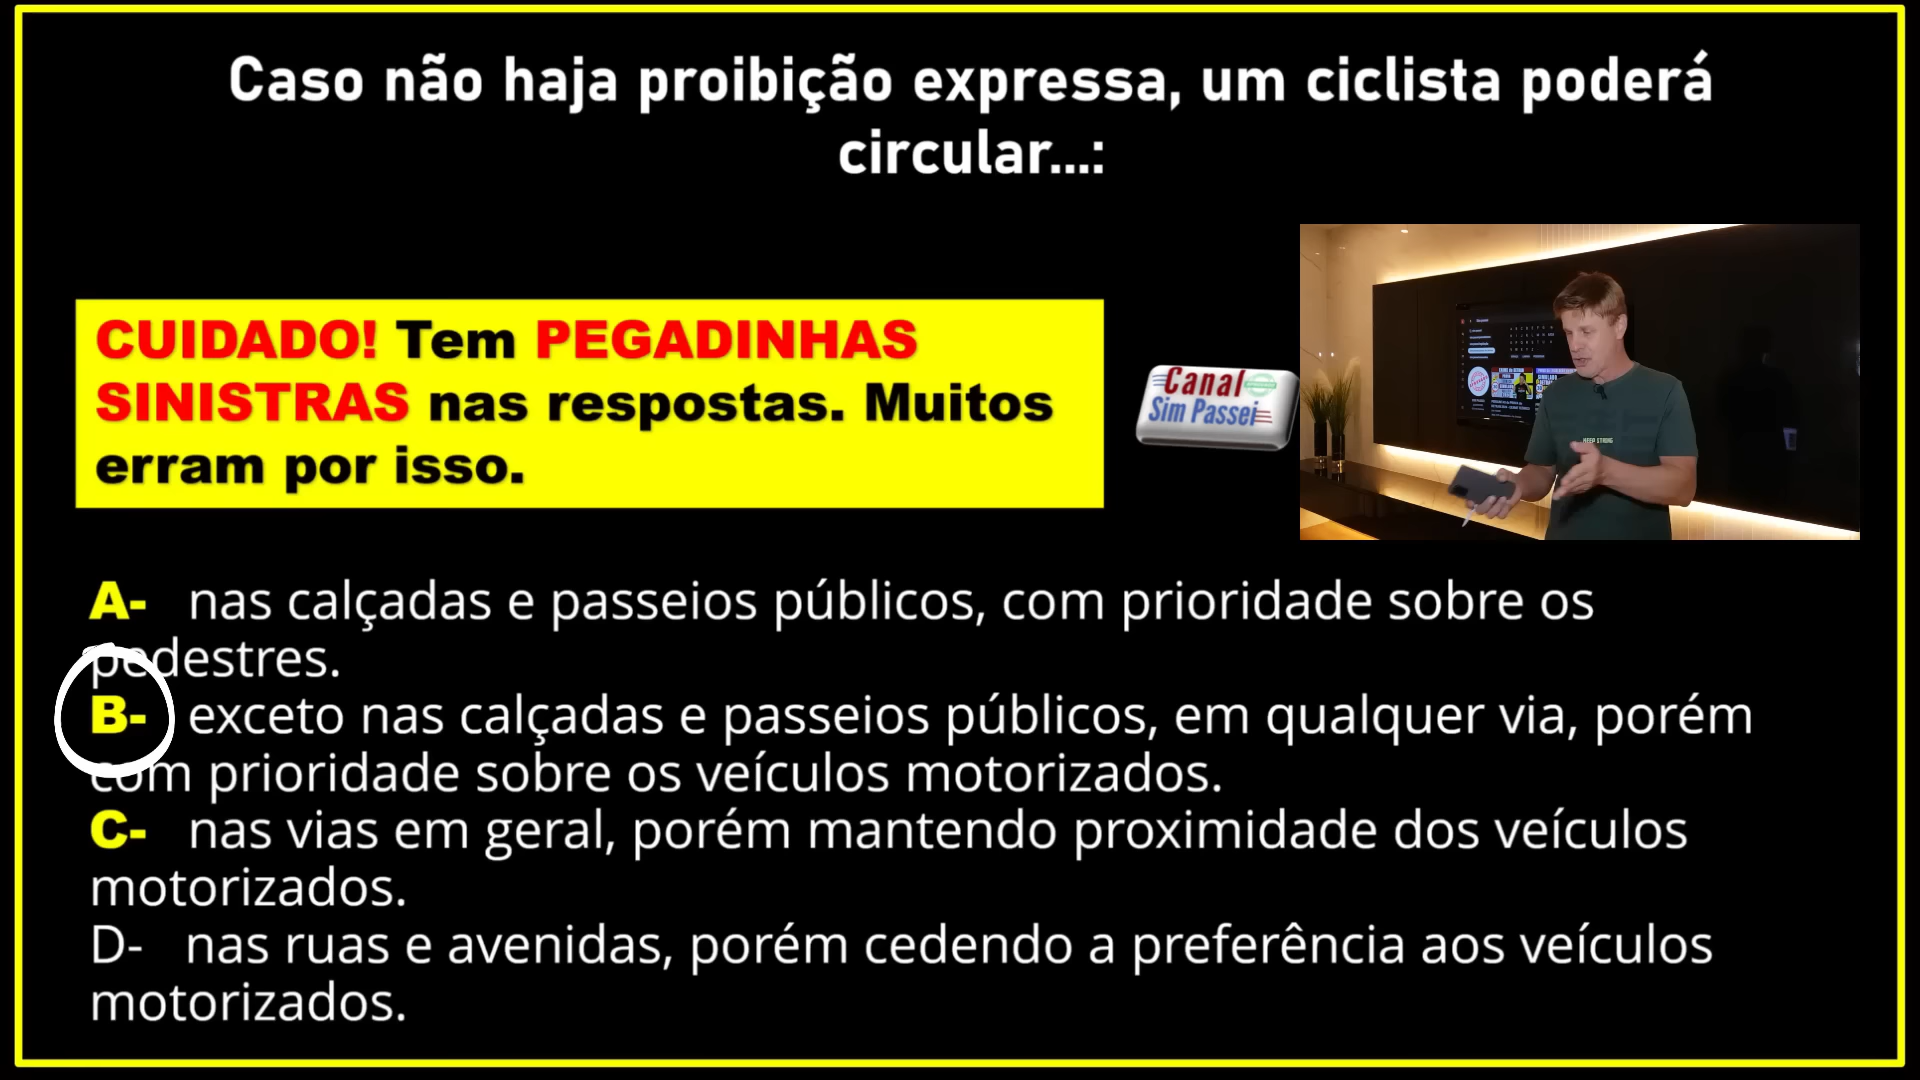 Caso não haja proibição expressa, um ciclista poderá
circular...:
CUIDADO! Tem PEGADINHAS
SINISTRAS nas respostas. Muitos
erram por isso.
Canal
Sim Passei
KEEP STRONG
A- nas calçadas e passeios públicos, com prioridade sobre os
pedestres.
B- exceto nas calçadas e passeios públicos, em qualquer via, porém
com prioridade sobre os veículos motorizados.
C- nas vias em geral, porém mantendo proximidade dos veículos
motorizados.
D- nas ruas e avenidas, porém cedendo a preferência aos veículos
motorizados.